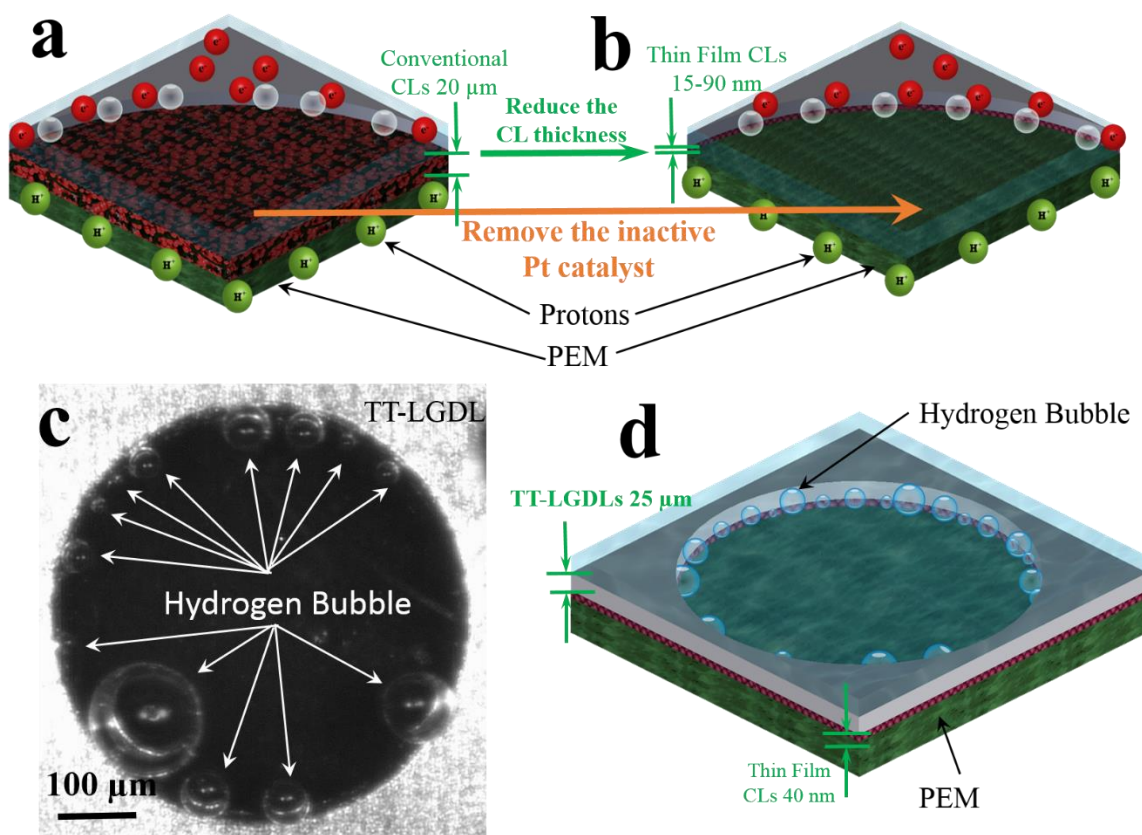 a
Conventional
CLs 20 µm
Reduce the
CL thickness
b
Thin Film CLs
15-90 nm
e⁻ e⁻ e⁻ e⁻ e⁻ e⁻ e⁻ e⁻ e⁻
e⁻ e⁻ e⁻ e⁻ e⁻ e⁻ e⁻ e⁻
H⁺ H⁺ H⁺ H⁺ H⁺ H⁺ H⁺
H⁺ H⁺ H⁺ H⁺ H⁺ H⁺
Remove the inactive
Pt catalyst
Protons
PEM
c
TT-LGDL
Hydrogen Bubble
100 µm
d
Hydrogen Bubble
TT-LGDLs 25 µm
Thin Film
CLs 40 nm
PEM